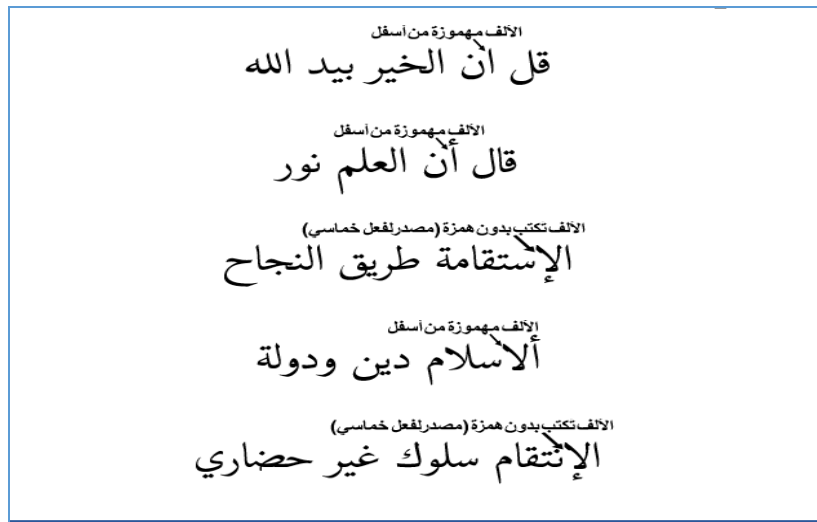 الألف مهموزة من أسفل
قل ان الخير بيد الله
الألف مهموزة من أسفل
قال أن العلم نور
الألف تكتب بدون همزة (مصدر لفعل خماسي)
الإستقامة طريق النجاح
الألف مهموزة من أسفل
ألاسلام دين ودولة
الألف تكتب بدون همزة (مصدر لفعل خماسي)
الإنتقام سلوك غير حضاري